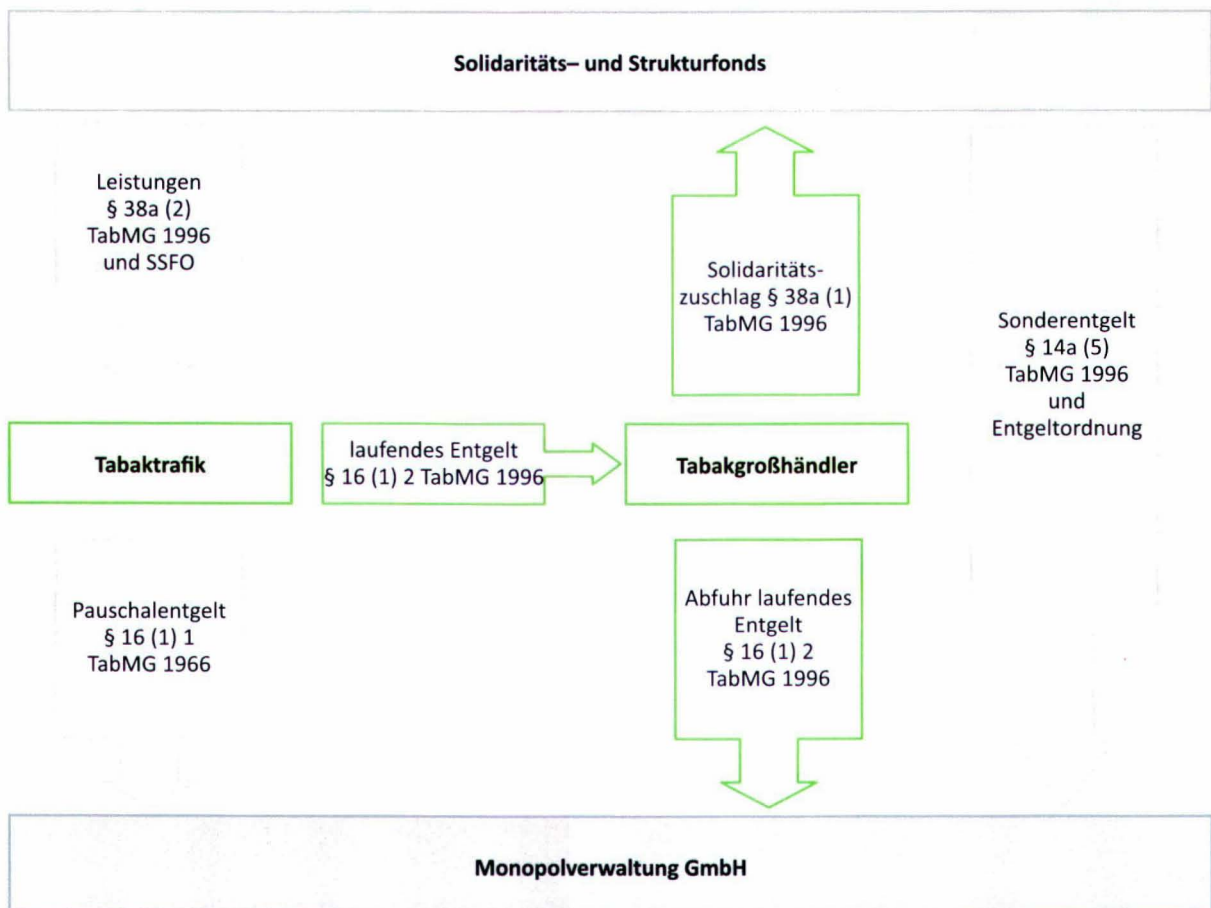 Solidaritäts– und Strukturfonds
Leistungen
§ 38a (2)
TabMG 1996
und SSFO
Solidaritäts-
zuschlag § 38a (1)
TabMG 1996
Sonderentgelt
§ 14a (5)
TabMG 1996
und
Entgeltordnung
Tabaktrafik
laufendes Entgelt
§ 16 (1) 2 TabMG 1996
Tabakgroßhändler
Pauschalentgelt
§ 16 (1) 1
TabMG 1966
Abfuhr laufendes
Entgelt
§ 16 (1) 2
TabMG 1996
Monopolverwaltung GmbH